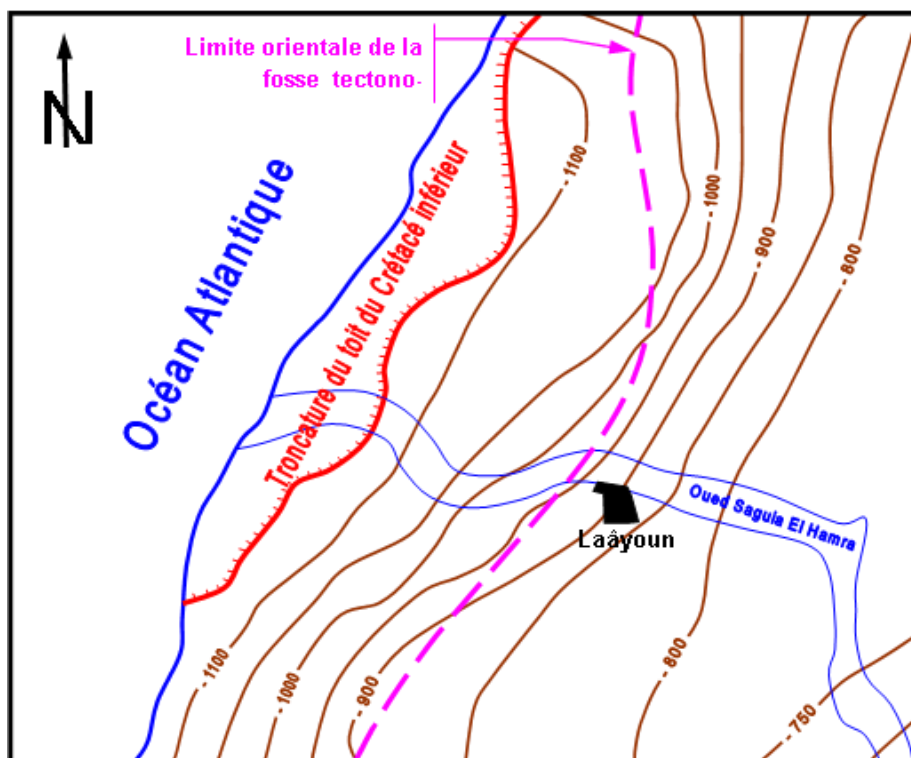 Limite orientale de la
fosse tectono-
N
Océan Atlantique
Troncature du toit du Crétacé inférieur
- 1100
- 1000
- 900
- 800
Oued Saguia El Hamra
Laâyoun
- 1100
- 1000
- 900
- 800
- 750